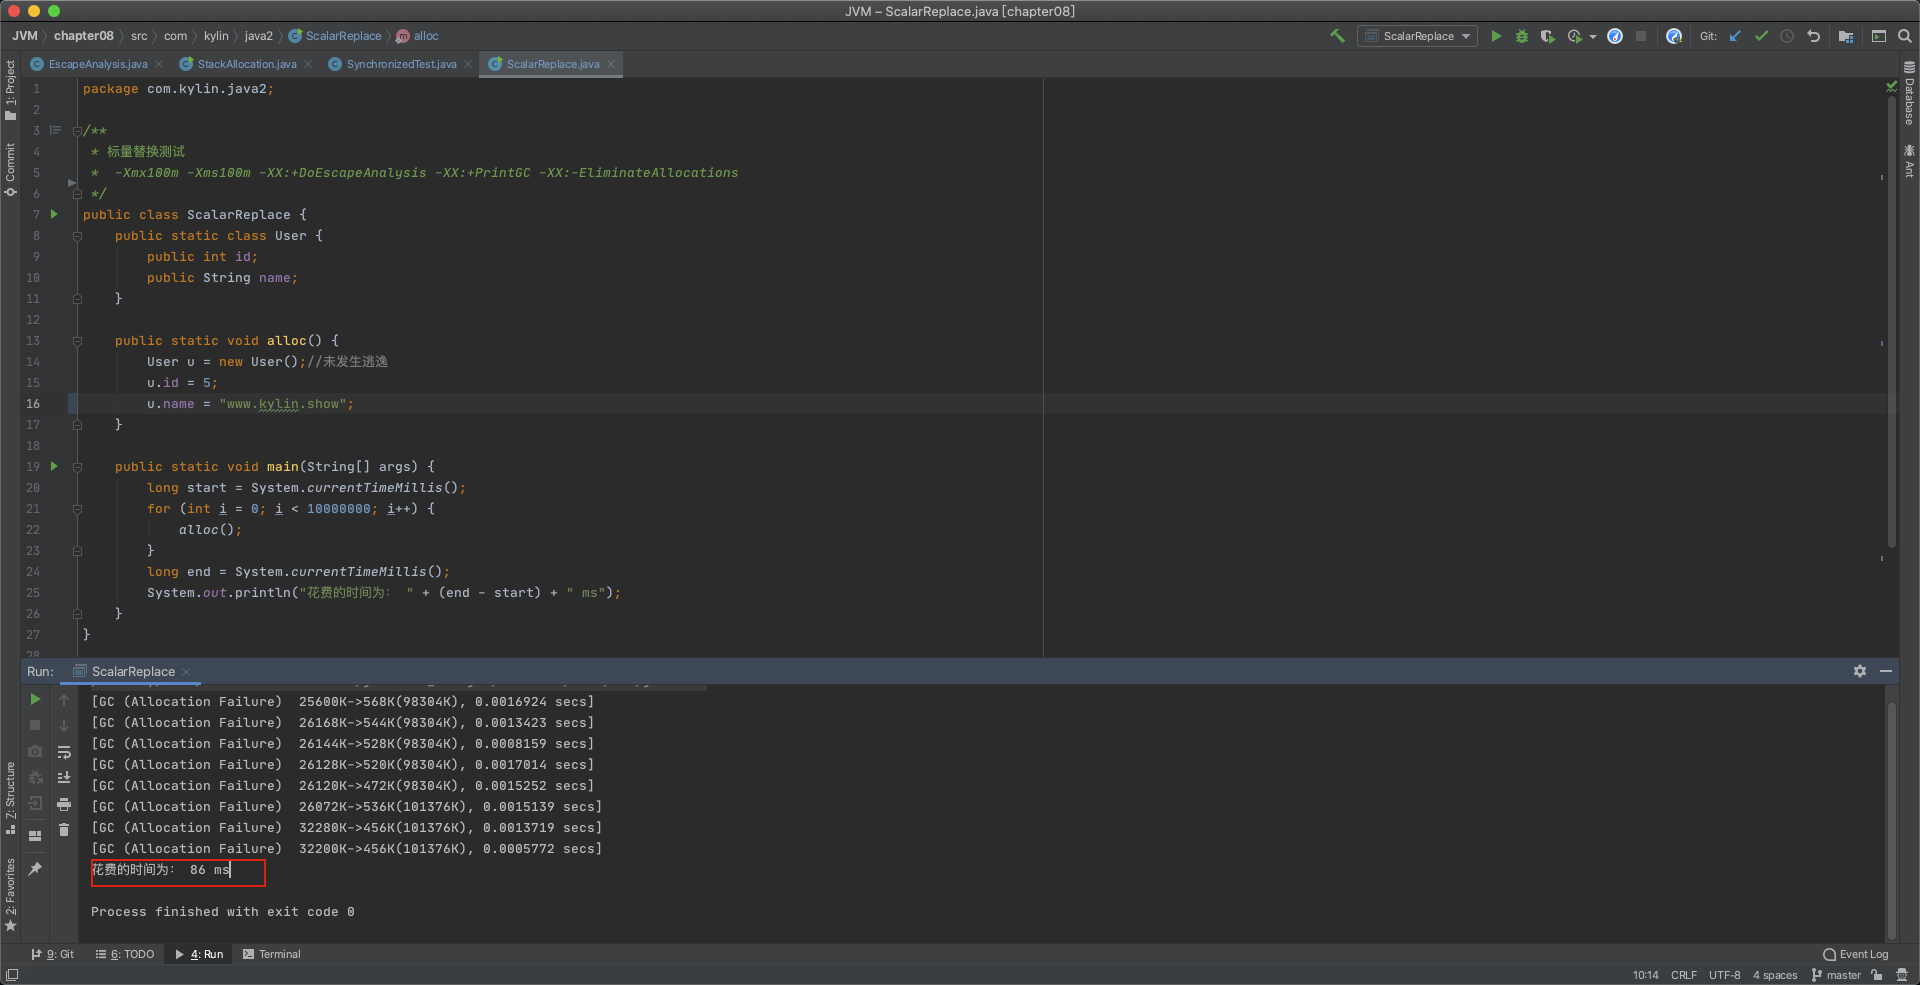 JVM – ScalarReplace.java [chapter08]
JVM chapter08 src com kylin java2 ScalarReplace alloc
ScalarReplace Git:
EscapeAnalysis.java StackAllocation.java SynchronizedTest.java ScalarReplace.java
1: Project
Commit
Z: Structure
2: Favorites
Database
Ant
1 package com.kylin.java2;
2
3 /**
4 * 标量替换测试
5 * -Xmx100m -Xms100m -XX:+DoEscapeAnalysis -XX:+PrintGC -XX:-EliminateAllocations
6 */
7 public class ScalarReplace {
8 public static class User {
9 public int id;
10 public String name;
11 }
12
13 public static void alloc() {
14 User u = new User();//未发生逃逸
15 u.id = 5;
16 u.name = "www.kylin.show";
17 }
18
19 public static void main(String[] args) {
20 long start = System.currentTimeMillis();
21 for (int i = 0; i < 10000000; i++) {
22 alloc();
23 }
24 long end = System.currentTimeMillis();
25 System.out.println("花费的时间为： " + (end - start) + " ms");
26 }
27 }
28
Run: ScalarReplace
[GC (Allocation Failure)  25600K->568K(98304K), 0.0016924 secs]
[GC (Allocation Failure)  26168K->544K(98304K), 0.0013423 secs]
[GC (Allocation Failure)  26144K->528K(98304K), 0.0008159 secs]
[GC (Allocation Failure)  26128K->520K(98304K), 0.0017014 secs]
[GC (Allocation Failure)  26120K->472K(98304K), 0.0015252 secs]
[GC (Allocation Failure)  26072K->536K(101376K), 0.0015139 secs]
[GC (Allocation Failure)  32280K->456K(101376K), 0.0013719 secs]
[GC (Allocation Failure)  32200K->456K(101376K), 0.0005772 secs]
花费的时间为： 86 ms
Process finished with exit code 0
9: Git 6: TODO 4: Run Terminal Event Log
10:14 CRLF UTF-8 4 spaces master